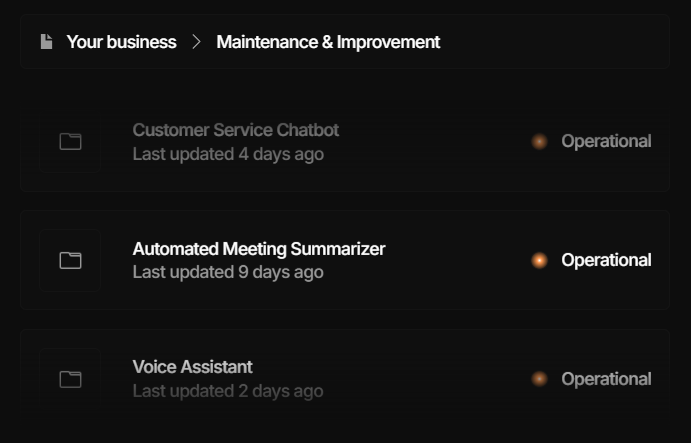 Your business > Maintenance & Improvement
Customer Service Chatbot
Last updated 4 days ago
Operational
Automated Meeting Summarizer
Last updated 9 days ago
Operational
Voice Assistant
Last updated 2 days ago
Operational